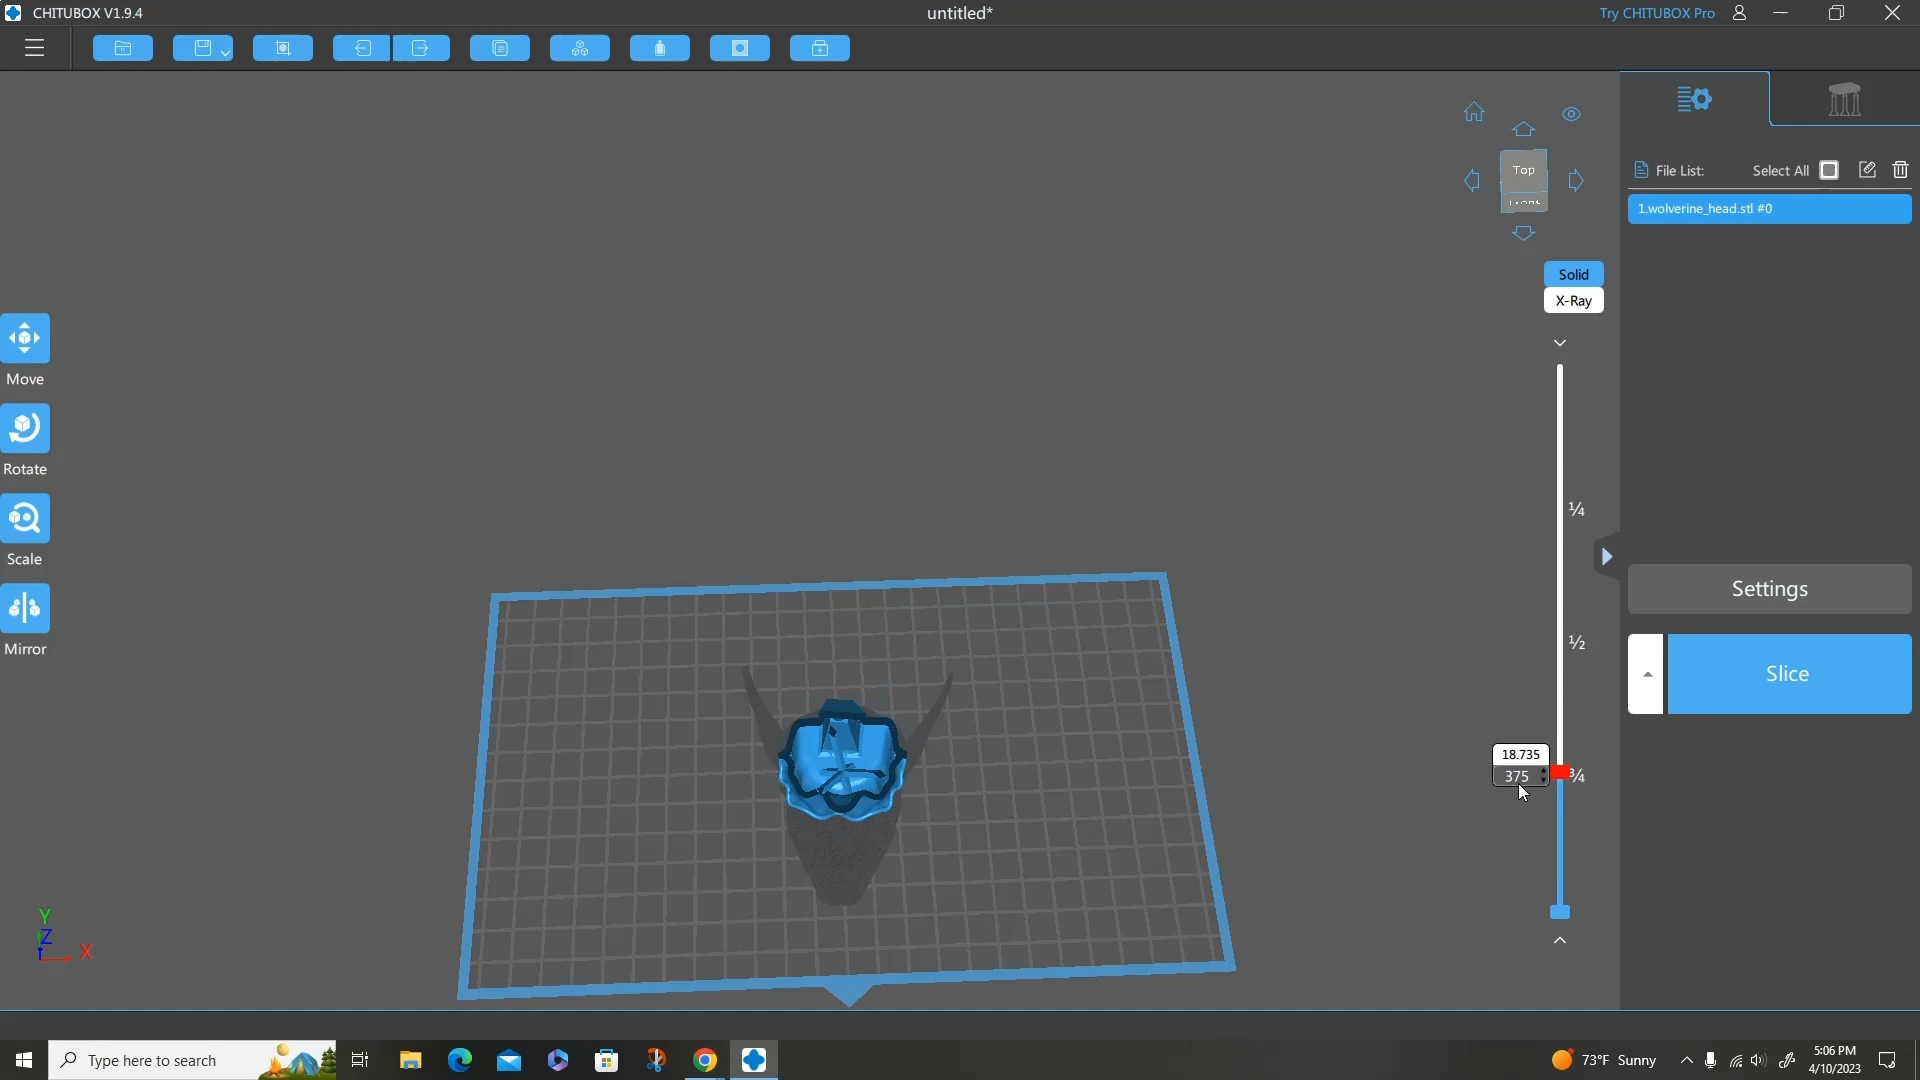 CHITUBOX V1.9.4
untitled*
Try CHITUBOX Pro
File List:
Select All
1.wolverine_head.stl #0
Top
Front
Solid
X-Ray
Move
Rotate
Scale
Mirror
¼
½
¾
18.735
375
Settings
Slice
Y
Z
X
Type here to search
73°F Sunny
5:06 PM
4/10/2023